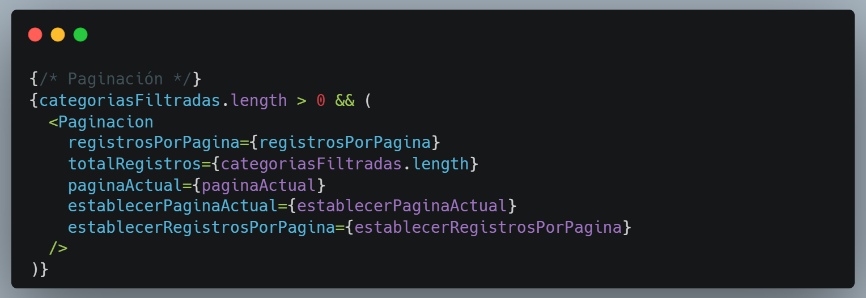 {/* Paginación */}
{categoriasFiltradas.length > 0 && (
  <Paginacion
    registrosPorPagina={registrosPorPagina}
    totalRegistros={categoriasFiltradas.length}
    paginaActual={paginaActual}
    establecerPaginaActual={establecerPaginaActual}
    establecerRegistrosPorPagina={establecerRegistrosPorPagina}
  />
)}